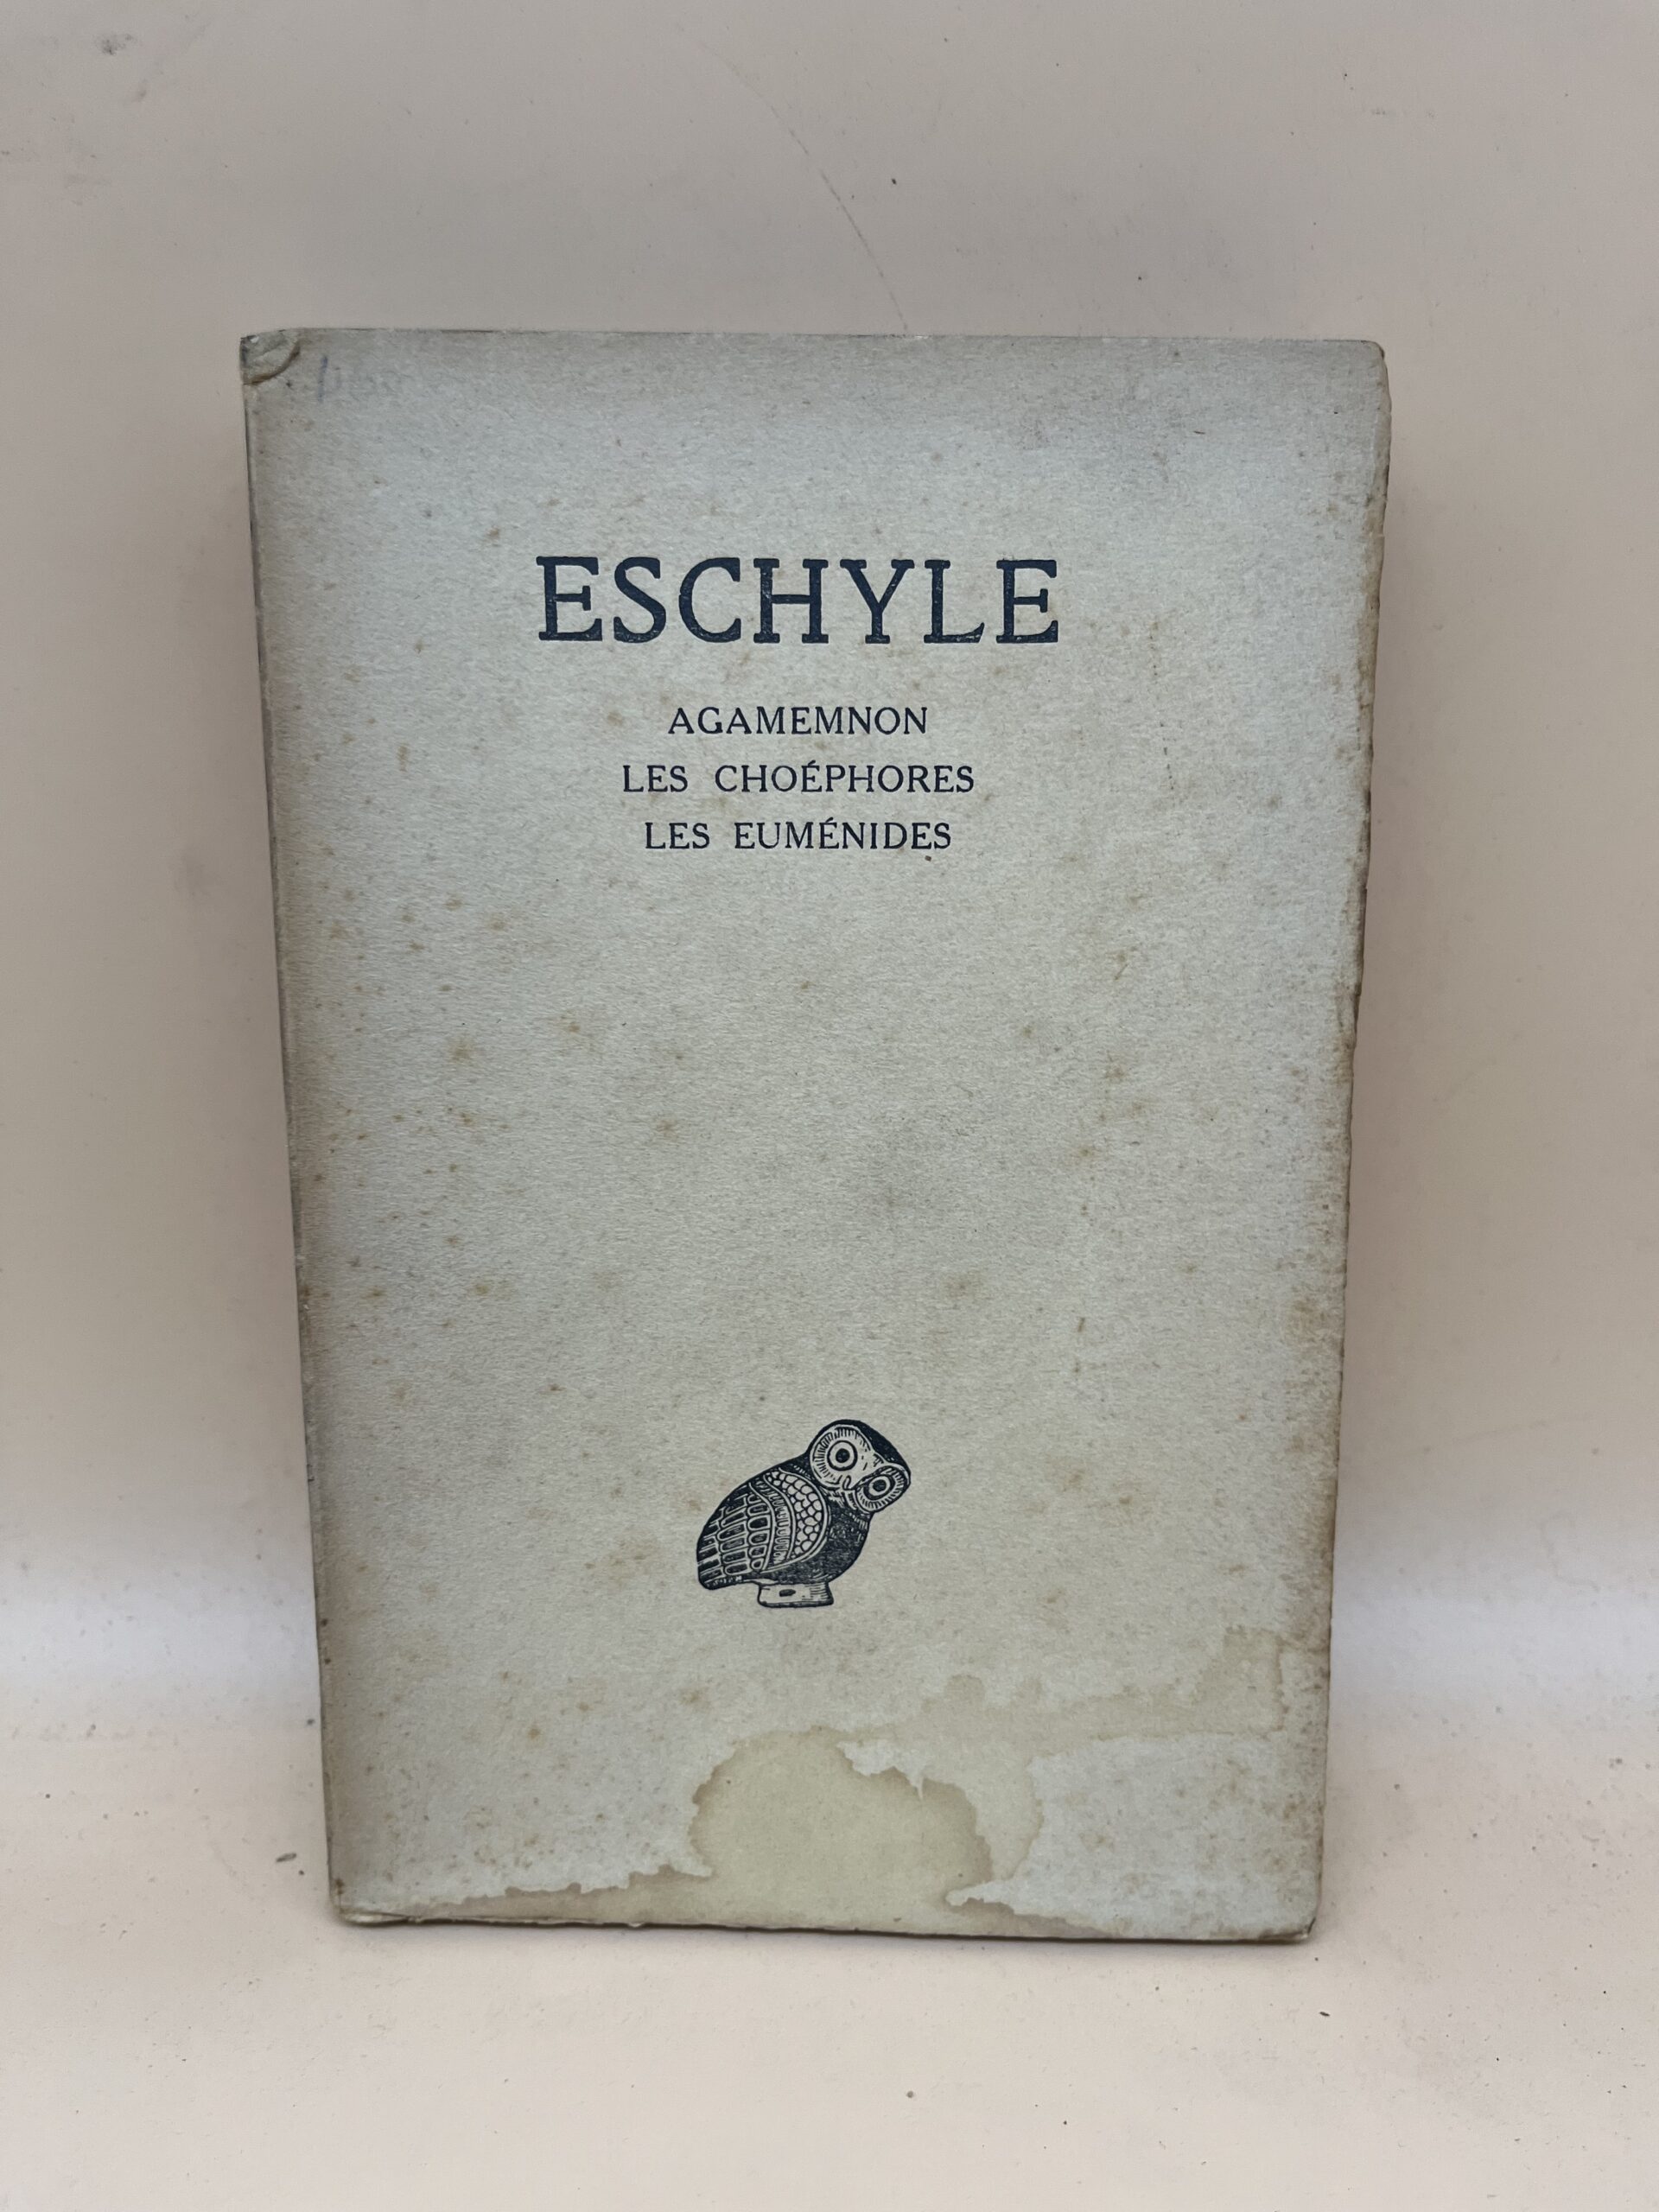 ESCHYLE
AGAMEMNON
LES CHOÉPHORES
LES EUMÉNIDES